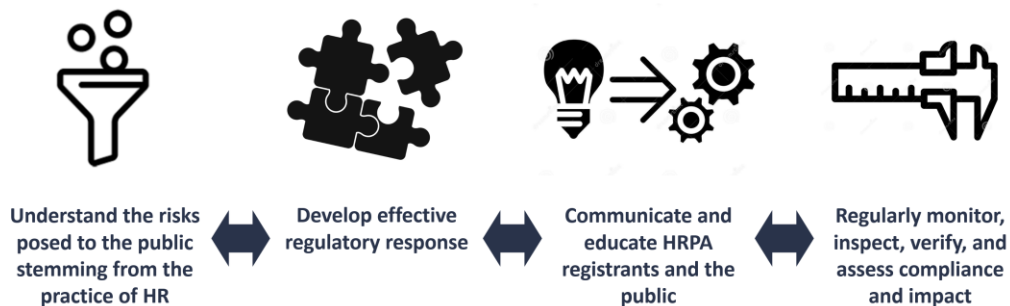 Understand the risks
posed to the public
stemming from the
practice of HR
Develop effective
regulatory response
Communicate and
educate HRPA
registrants and the
public
Regularly monitor,
inspect, verify, and
assess compliance
and impact